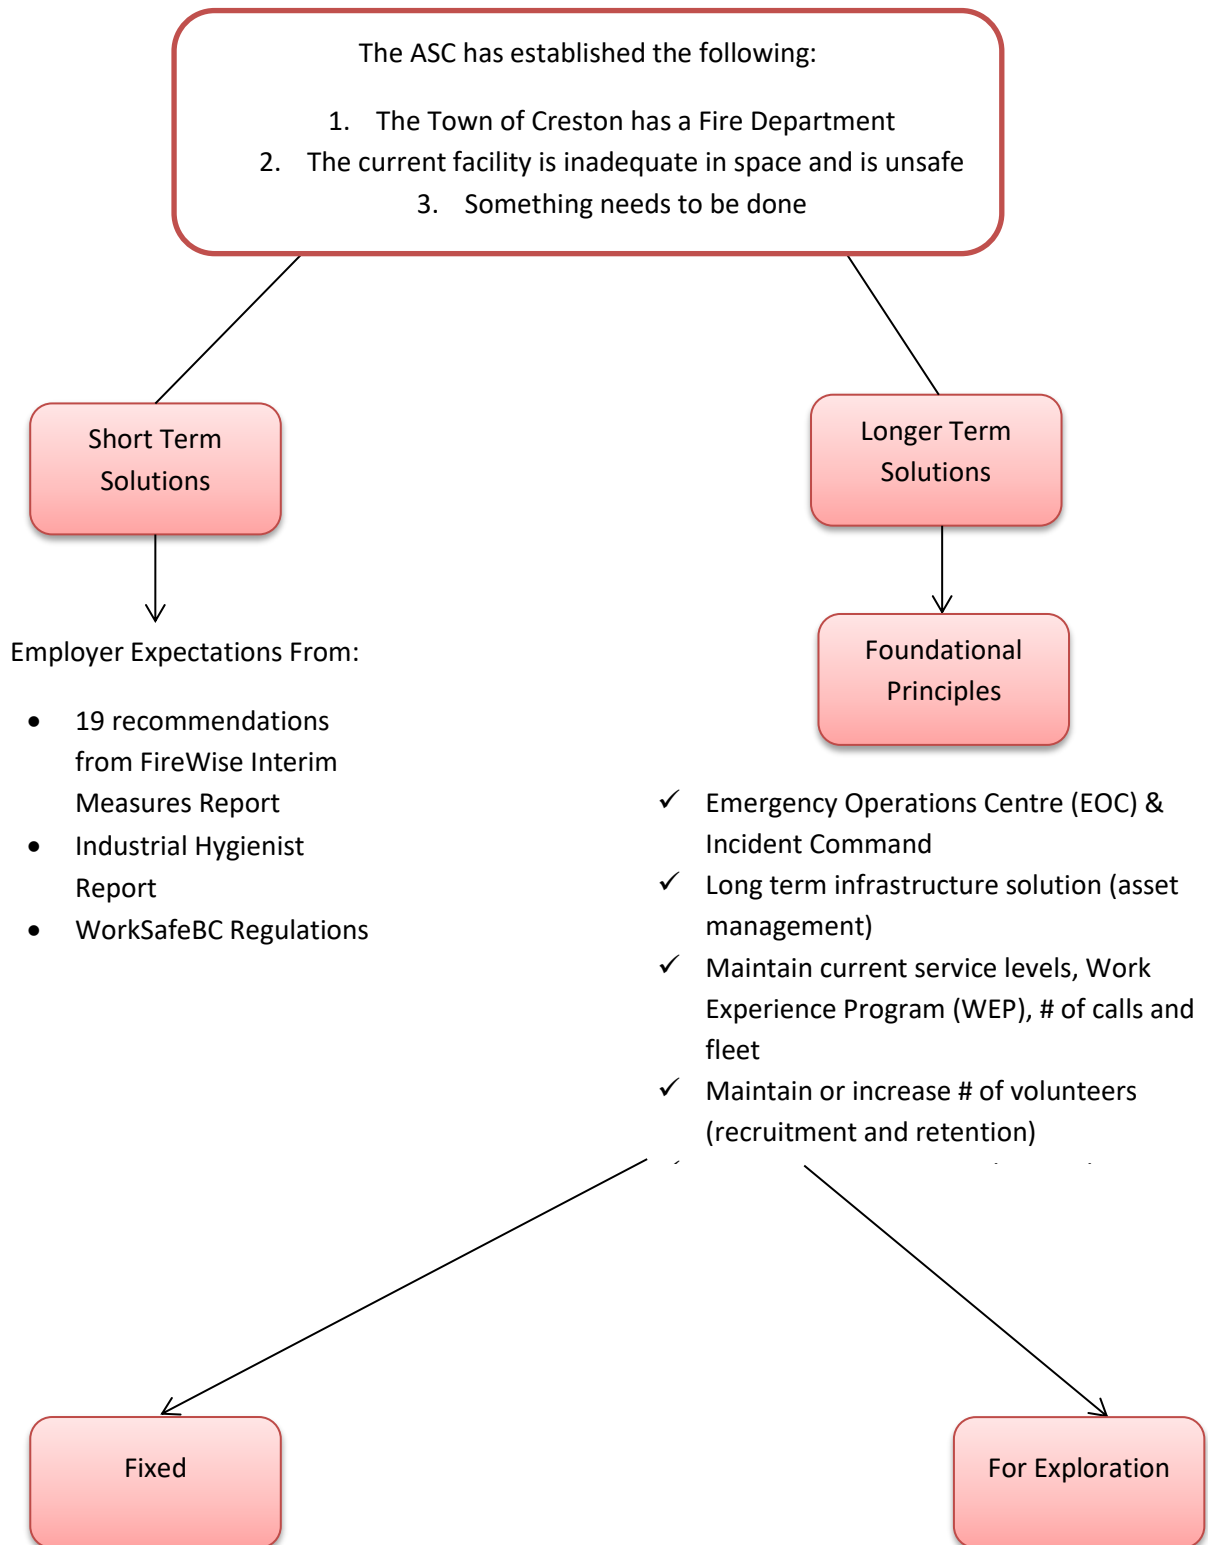 The ASC has established the following:
1. The Town of Creston has a Fire Department
2. The current facility is inadequate in space and is unsafe
3. Something needs to be done
Short Term
Solutions
Longer Term
Solutions
Employer Expectations From:
• 19 recommendations
from FireWise Interim
Measures Report
• Industrial Hygienist
Report
• WorkSafeBC Regulations
Foundational
Principles
✓ Emergency Operations Centre (EOC) &
Incident Command
✓ Long term infrastructure solution (asset
management)
✓ Maintain current service levels, Work
Experience Program (WEP), # of calls and
fleet
✓ Maintain or increase # of volunteers
(recruitment and retention)
Fixed
For Exploration